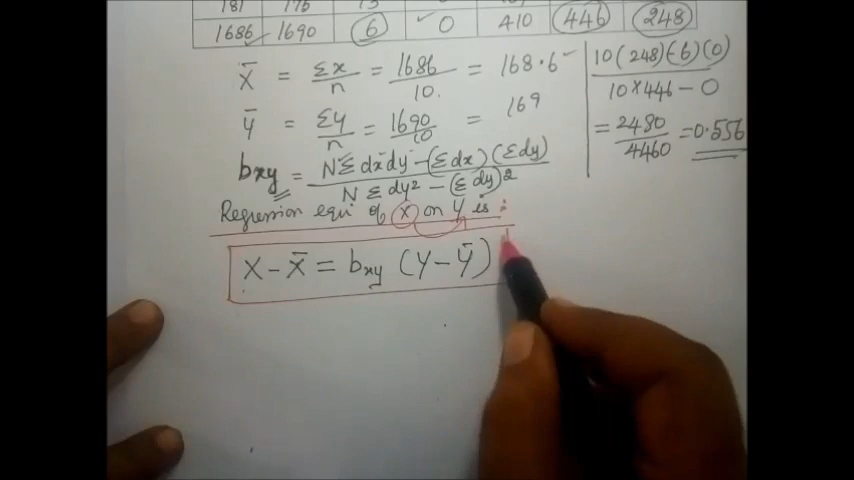 181 176
1686 1690 6 0 410 446 248
X̄ = Σx/n = 1686/10. = 168.6
Ȳ = Σy/n = 1690/10 = 169
bxy = NΣdxdy-(Σdx)(Σdy)/NΣdy²-(Σdy)²
10(248)(-6)(0)/10×446-0
=2480/4460=0.556
Regression equi of X on Y is:
X-X̄=bxy (Y-Ȳ)